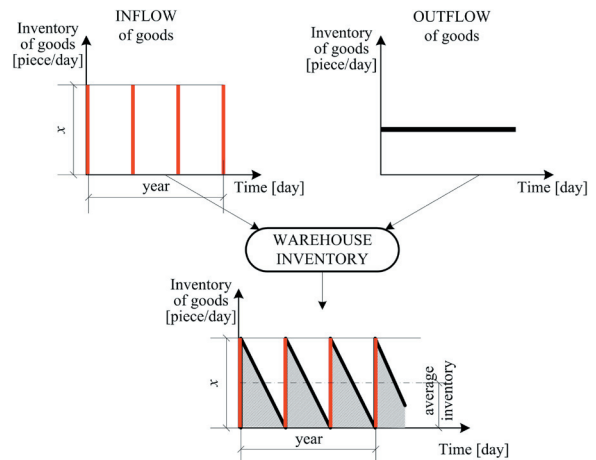 INFLOW
of goods
Inventory
of goods
[piece/day]
x
year
Time [day]
OUTFLOW
of goods
Inventory
of goods
[piece/day]
Time [day]
WAREHOUSE
INVENTORY
Inventory
of goods
[piece/day]
x
year
average
inventory
Time [day]